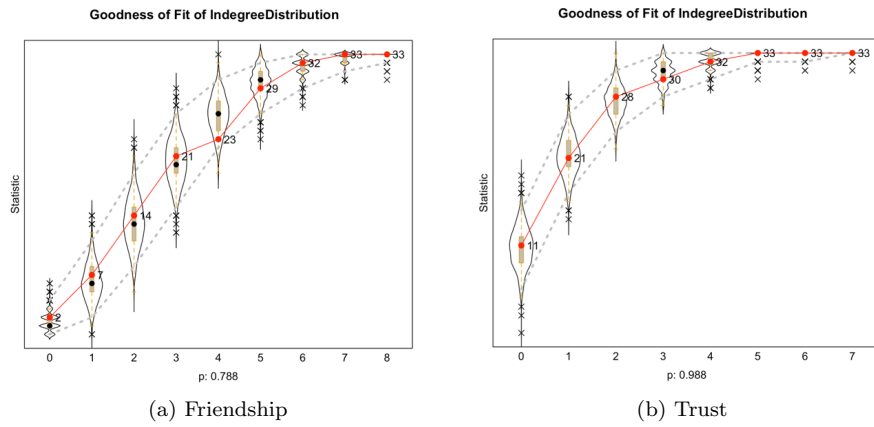 Goodness of Fit of IndegreeDistribution
Statistic
2
7
14
21
23
29
32
33
33
0 1 2 3 4 5 6 7 8
p: 0.788
(a) Friendship
Goodness of Fit of IndegreeDistribution
Statistic
11
21
28
30
32
33
33
33
0 1 2 3 4 5 6 7
p: 0.988
(b) Trust